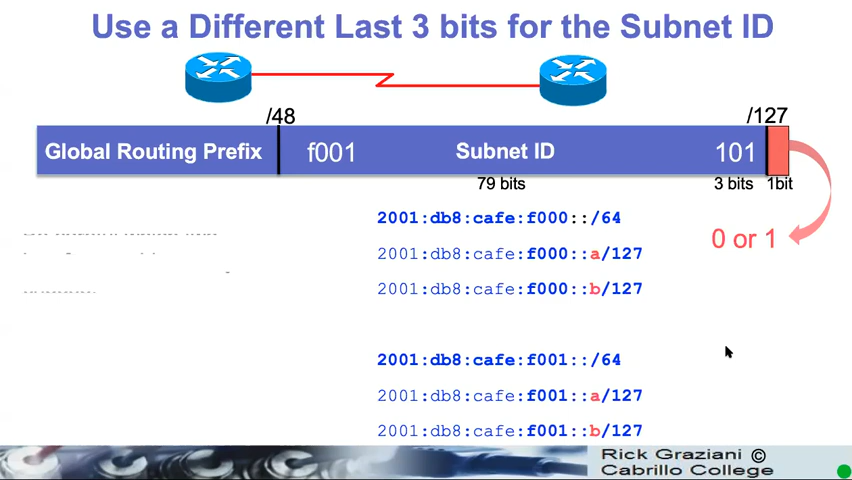 Use a Different Last 3 bits for the Subnet ID
/48
/127
Global Routing Prefix
f001
Subnet ID
101
79 bits
3 bits
1bit
2001:db8:cafe:f000::/64
0 or 1
2001:db8:cafe:f000::a/127
2001:db8:cafe:f000::b/127
2001:db8:cafe:f001::/64
2001:db8:cafe:f001::a/127
2001:db8:cafe:f001::b/127
Rick Graziani ©
Cabrillo College